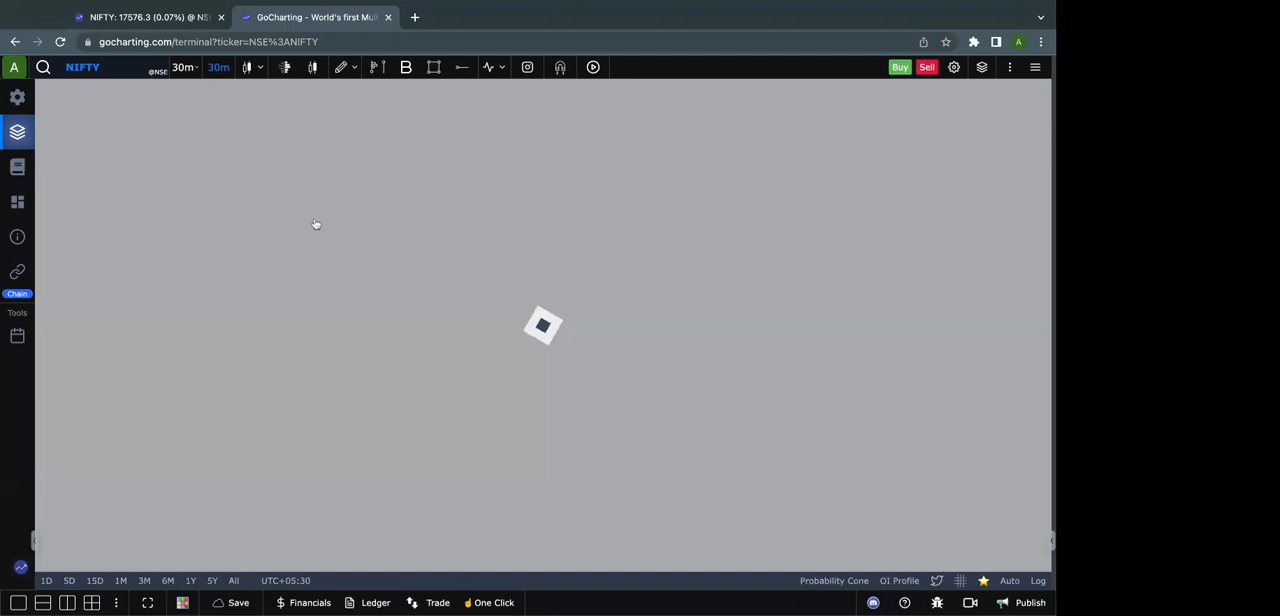 NIFTY: 17576.3 (0.07%) @ NS
GoCharting - World's first Mul
gocharting.com/terminal?ticker=NSE%3ANIFTY
A
A NIFTY @NSE 30m 30m B Buy Sell
Chain
Tools
1D 5D 15D 1M 3M 6M 1Y 5Y All UTC+05:30 Probability Cone OI Profile Auto Log
Save Financials Ledger Trade One Click Publish